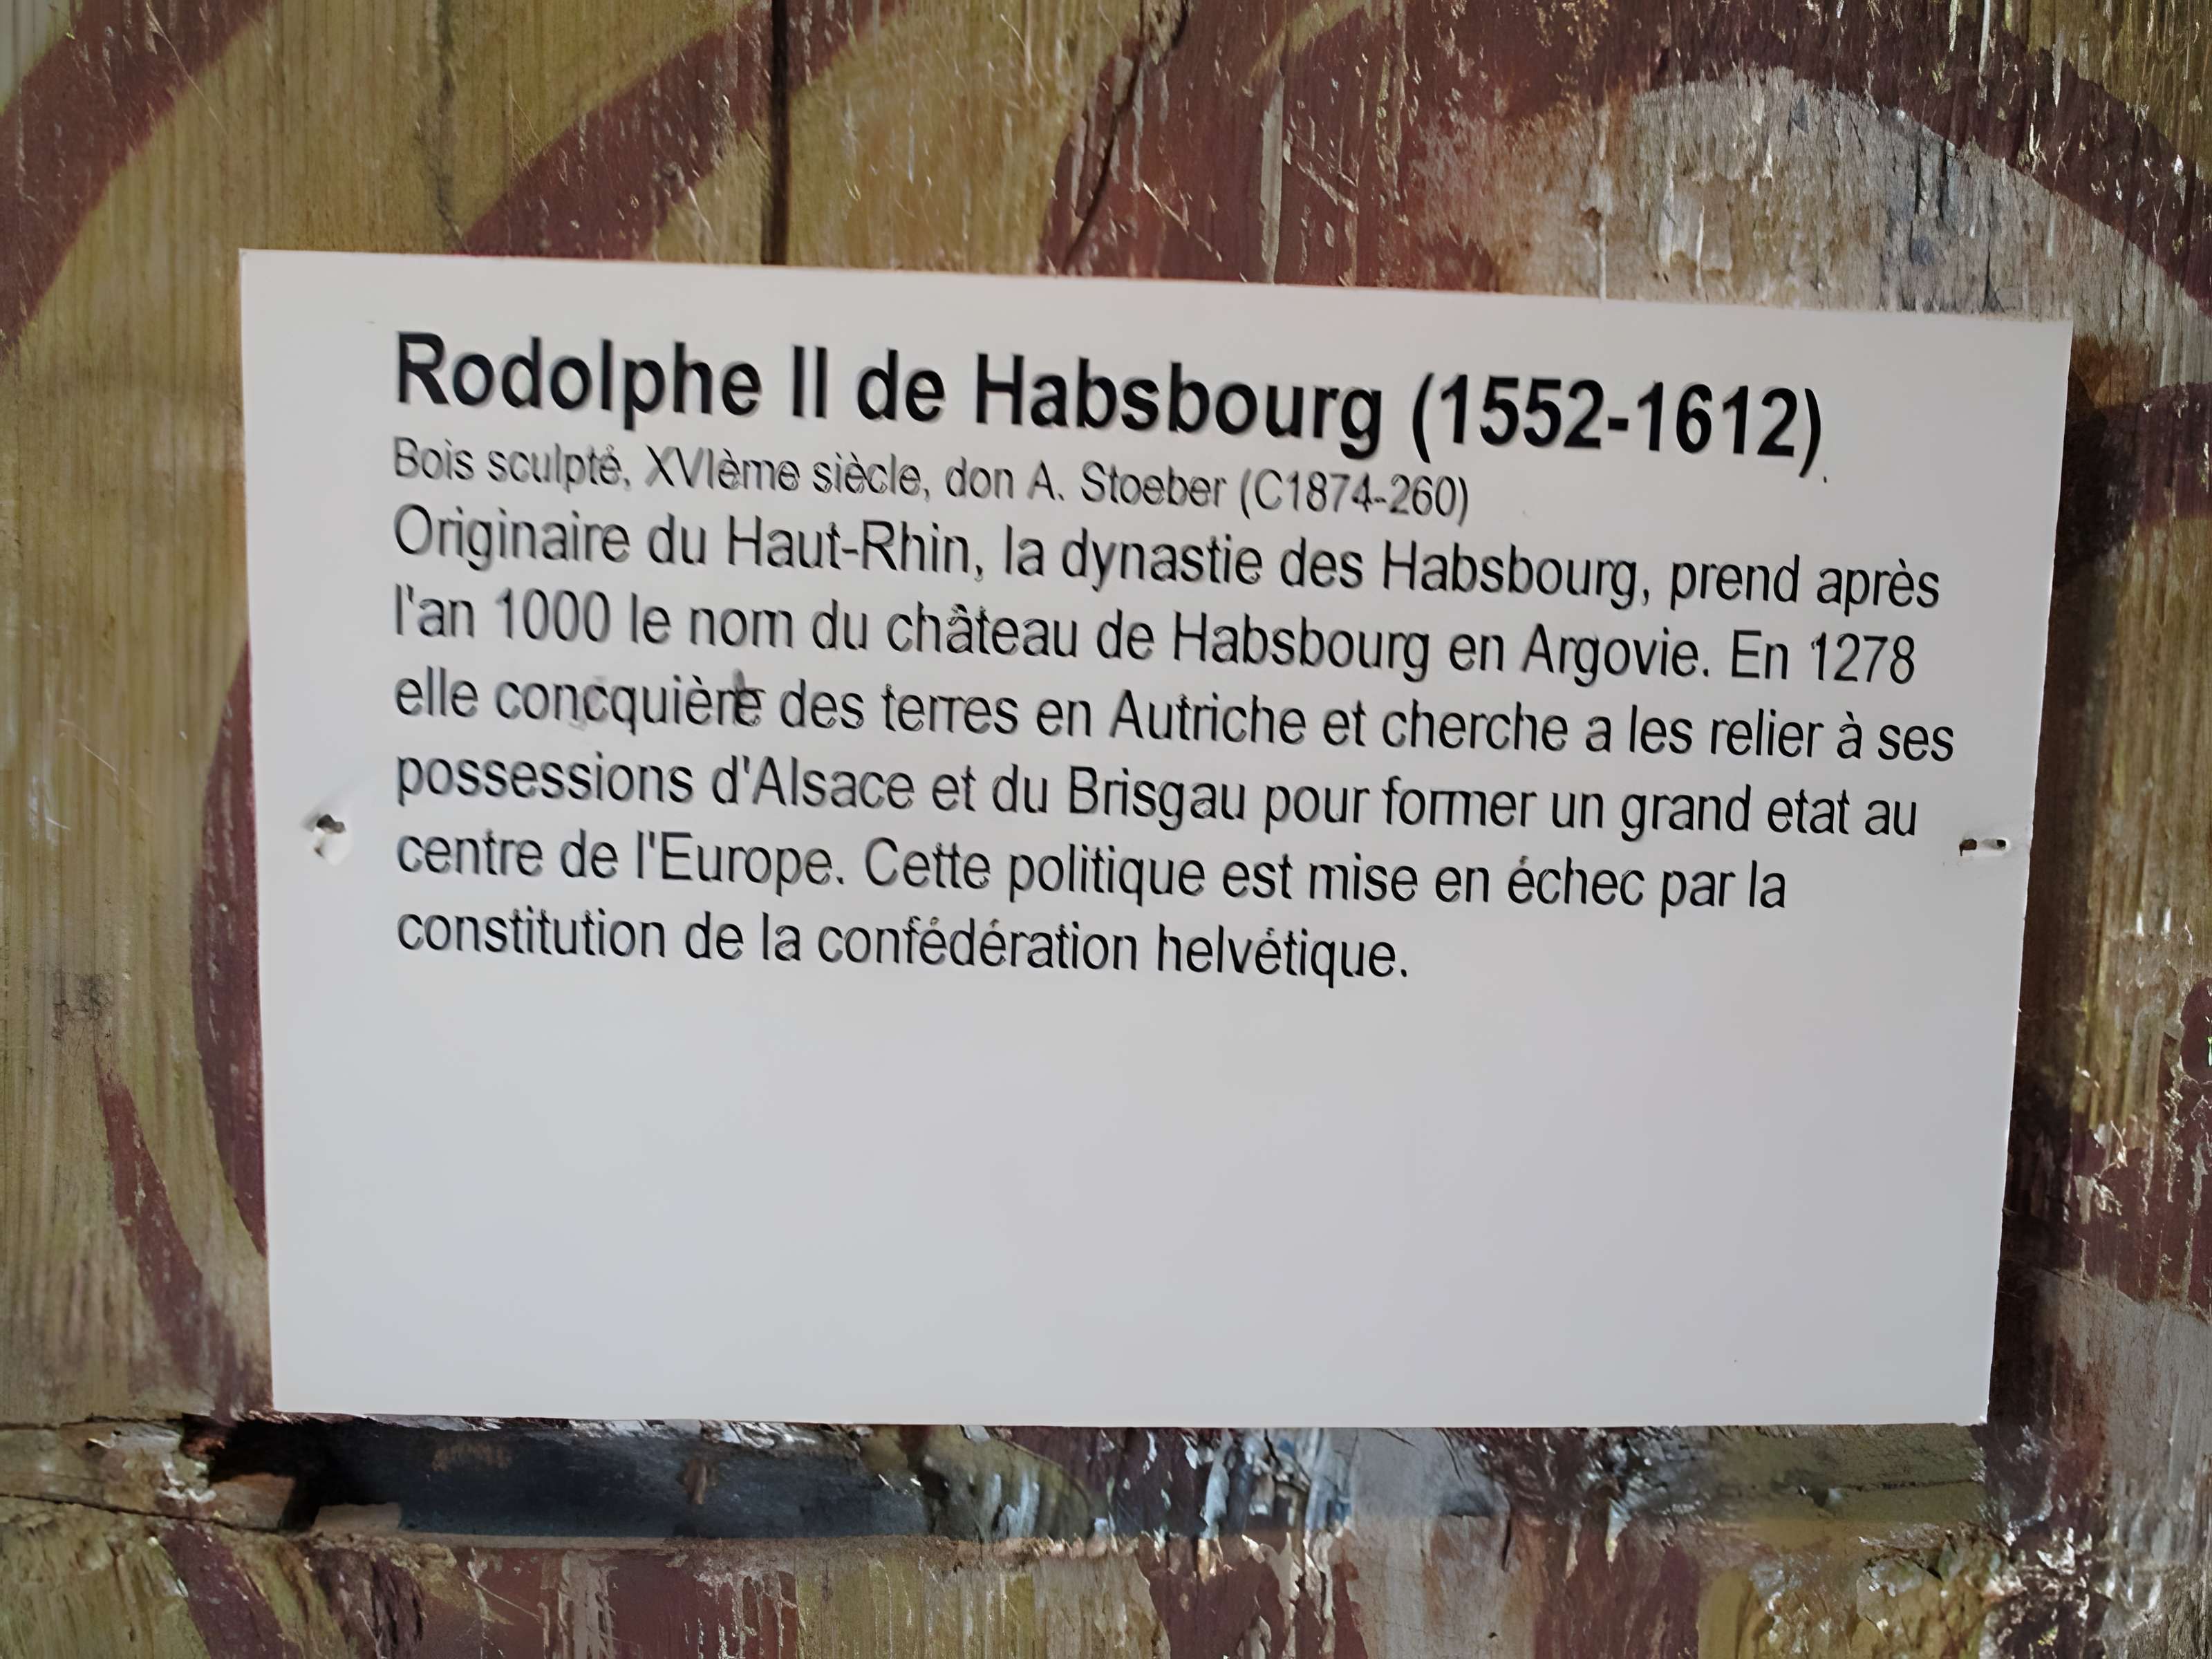 Rodolphe II de Habsbourg (1552-1612)
Bois sculpté, XVIème siècle, don A. Stoeber (C1874-260)
Originaire du Haut-Rhin, la dynastie des Habsbourg, prend après
l'an 1000 le nom du château de Habsbourg en Argovie. En 1278
elle des terres en Autriche et cherche a les relier à ses
possessions d'Alsace et du Brisgau pour former un grand etat au
centre de l'Europe. Cette politique est mise en échec par la
constitution de la confédération helvétique.